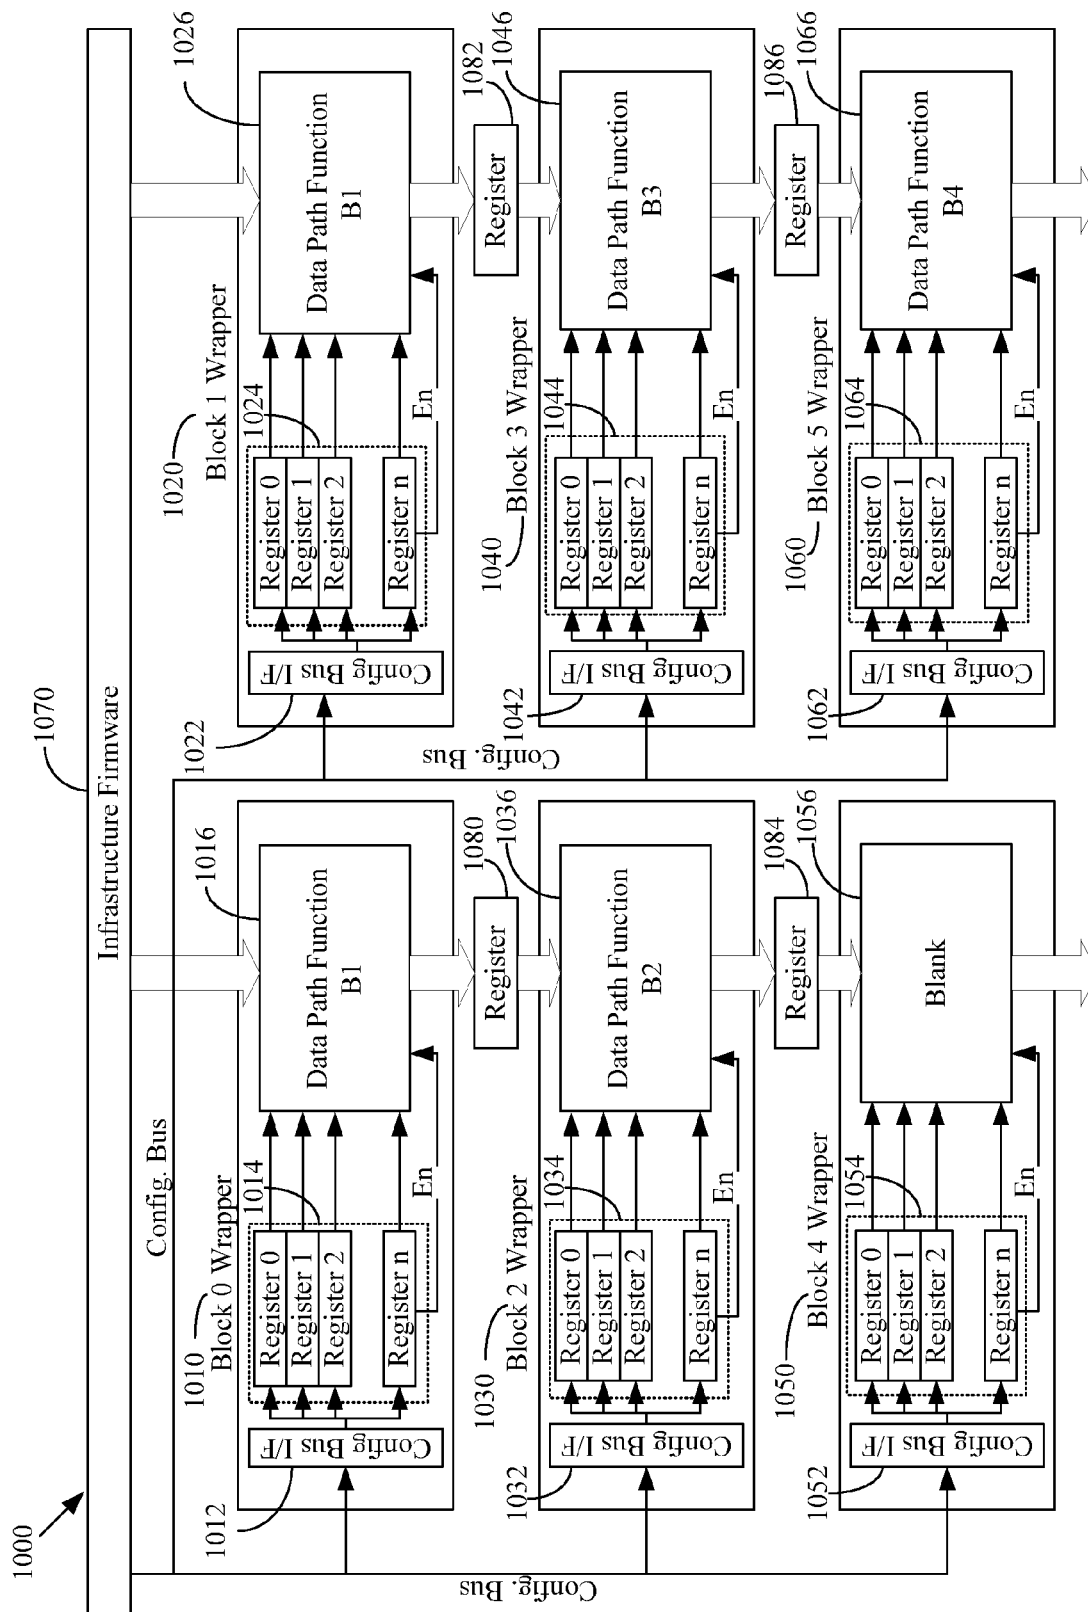 1000
Infrastructure Firmware
1070
Config. Bus
Config. Bus
Config. Bus
1010
Block 0 Wrapper
1012
Config Bus I/F
1014
Register 0
Register 1
Register 2
Register n
En
1016
Data Path Function
B1
1020
Block 1 Wrapper
1022
Config Bus I/F
1024
Register 0
Register 1
Register 2
Register n
En
1026
Data Path Function
B1
1080
Register
1082
Register
1030
Block 2 Wrapper
1032
Config Bus I/F
1034
Register 0
Register 1
Register 2
Register n
En
1036
Data Path Function
B2
1040
Block 3 Wrapper
1042
Config Bus I/F
1044
Register 0
Register 1
Register 2
Register n
En
1046
Data Path Function
B3
1084
Register
1086
Register
1050
Block 4 Wrapper
1052
Config Bus I/F
1054
Register 0
Register 1
Register 2
Register n
En
1056
Blank
1060
Block 5 Wrapper
1062
Config Bus I/F
1064
Register 0
Register 1
Register 2
Register n
En
1066
Data Path Function
B4